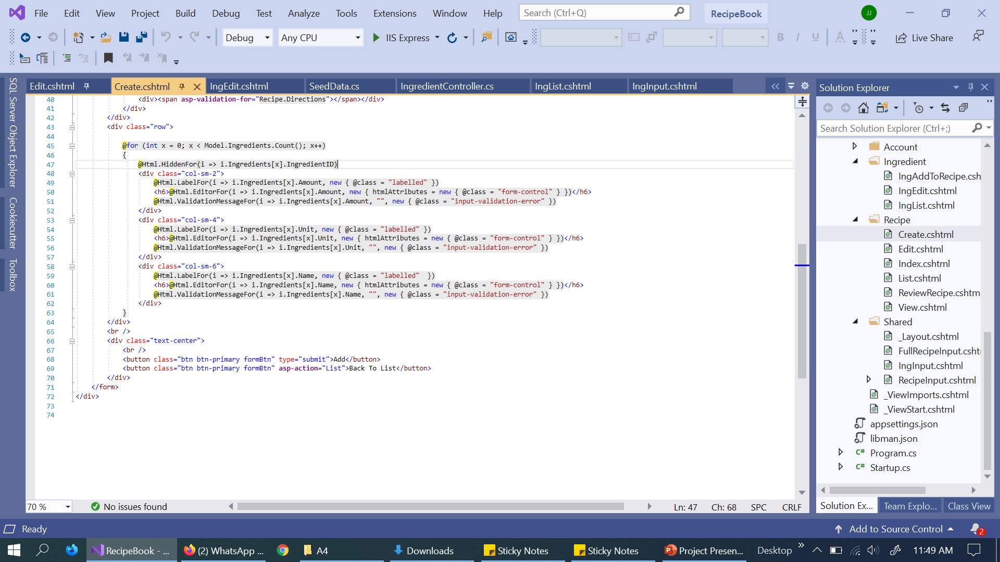 File Edit View Project Build Debug Test Analyze Tools Extensions Window Help Search (Ctrl+Q) RecipeBook JJ
Debug Any CPU IIS Express B I U A Live Share
SQL Server Object Explorer
Cookiecutter
Toolbox
Edit.cshtml Create.cshtml IngEdit.cshtml SeedData.cs IngredientController.cs IngList.cshtml IngInput.cshtml
40 <div><span asp-validation-for="Recipe.Directions"></span></div>
41 </div>
42 </div>
43 <div class="row">
44
45 @for (int x = 0; x < Model.Ingredients.Count(); x++)
46 {
47 @Html.HiddenFor(i => i.Ingredients[x].IngredientID)
48 <div class="col-sm-2">
49 @Html.LabelFor(i => i.Ingredients[x].Amount, new { @class = "labelled" })
50 <h6>@Html.EditorFor(i => i.Ingredients[x].Amount, new { htmlAttributes = new { @class = "form-control" } })</h6>
51 @Html.ValidationMessageFor(i => i.Ingredients[x].Amount, "", new { @class = "input-validation-error" })
52 </div>
53 <div class="col-sm-4">
54 @Html.LabelFor(i => i.Ingredients[x].Unit, new { @class = "labelled" })
55 <h6>@Html.EditorFor(i => i.Ingredients[x].Unit, new { htmlAttributes = new { @class = "form-control" } })</h6>
56 @Html.ValidationMessageFor(i => i.Ingredients[x].Unit, "", new { @class = "input-validation-error" })
57 </div>
58 <div class="col-sm-6">
59 @Html.LabelFor(i => i.Ingredients[x].Name, new { @class = "labelled"  })
60 <h6>@Html.EditorFor(i => i.Ingredients[x].Name, new { htmlAttributes = new { @class = "form-control" } })</h6>
61 @Html.ValidationMessageFor(i => i.Ingredients[x].Name, "", new { @class = "input-validation-error" })
62 </div>
63 }
64 </div>
65 <br />
66 <div class="text-center">
67 <br />
68 <button class="btn btn-primary formBtn" type="submit">Add</button>
69 <button class="btn btn-primary formBtn" asp-action="List">Back To List</button>
70 </div>
71 </form>
72 </div>
73
74
70 % No issues found Ln: 47 Ch: 68 SPC CRLF
Solution Explorer
Search Solution Explorer (Ctrl+;)
Account
Ingredient
IngAddToRecipe.csh
IngEdit.cshtml
IngList.cshtml
Recipe
Create.cshtml
Edit.cshtml
Index.cshtml
List.cshtml
ReviewRecipe.cshtm
View.cshtml
Shared
_Layout.cshtml
FullRecipeInput.csht
IngInput.cshtml
RecipeInput.cshtml
_ViewImports.cshtml
_ViewStart.cshtml
appsettings.json
libman.json
C# Program.cs
C# Startup.cs
Solution Ex... Team Explo... Class View
Ready Add to Source Control 2
RecipeBook - ... (2) WhatsApp ... A4 Downloads Sticky Notes Sticky Notes Project Presen... Desktop 11:49 AM